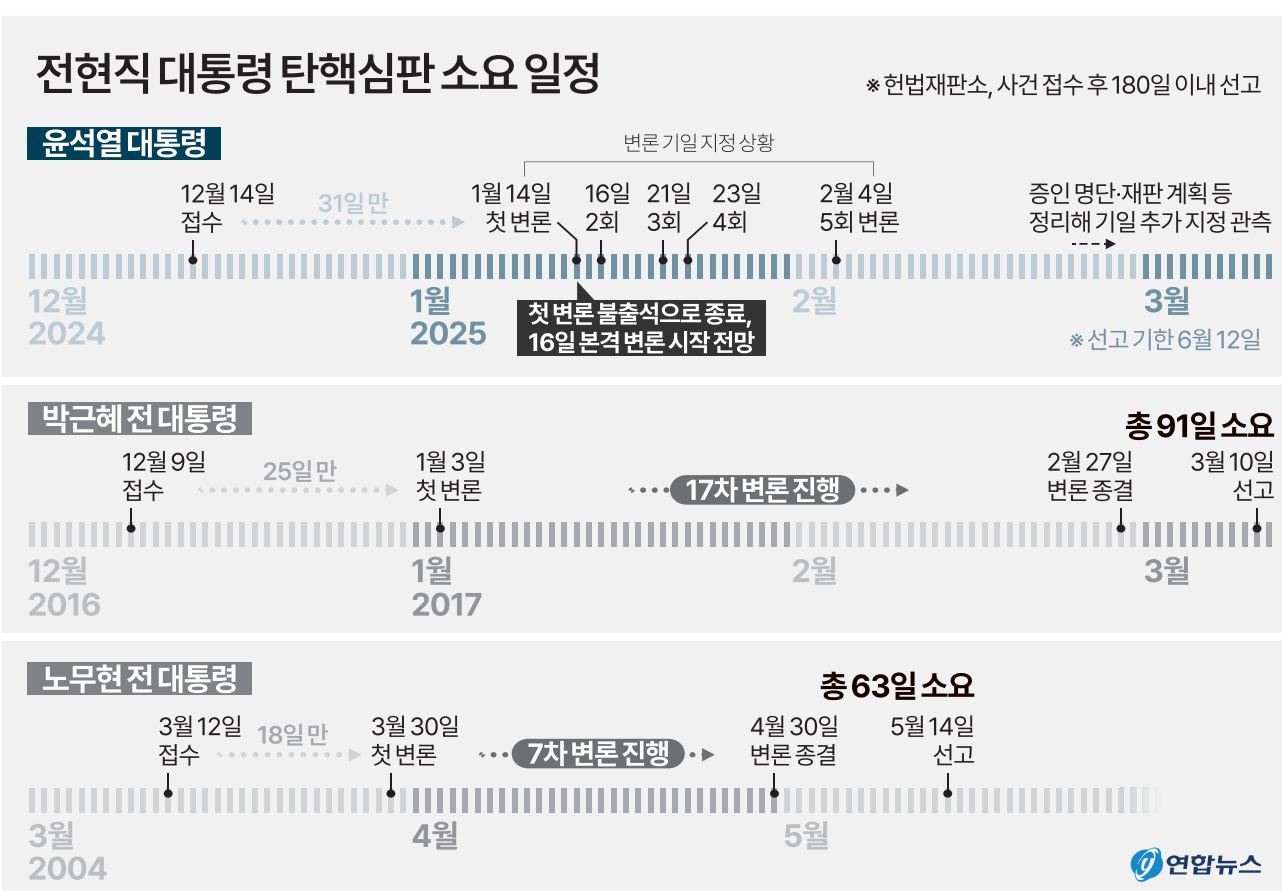 전현직 대통령 탄핵심판 소요 일정
※ 헌법재판소, 사건 접수 후 180일 이내 선고
윤석열 대통령
변론 기일 지정 상황
12월 14일
접수
31일 만
1월 14일
첫 변론
16일
2회
21일
3회
23일
4회
2월 4일
5회 변론
증인 명단·재판 계획 등
정리해 기일 추가 지정 관측
12월
2024
1월
2025
첫 변론 불출석으로 종료,
16일 본격 변론 시작 전망
2월
3월
※ 선고 기한 6월 12일
박근혜 전 대통령
총 91일 소요
12월 9일
접수
25일 만
1월 3일
첫 변론
17차 변론 진행
2월 27일
변론 종결
3월 10일
선고
12월
2016
1월
2017
2월
3월
노무현 전 대통령
총 63일 소요
3월 12일
접수
18일 만
3월 30일
첫 변론
7차 변론 진행
4월 30일
변론 종결
5월 14일
선고
3월
2004
4월
5월
연합뉴스